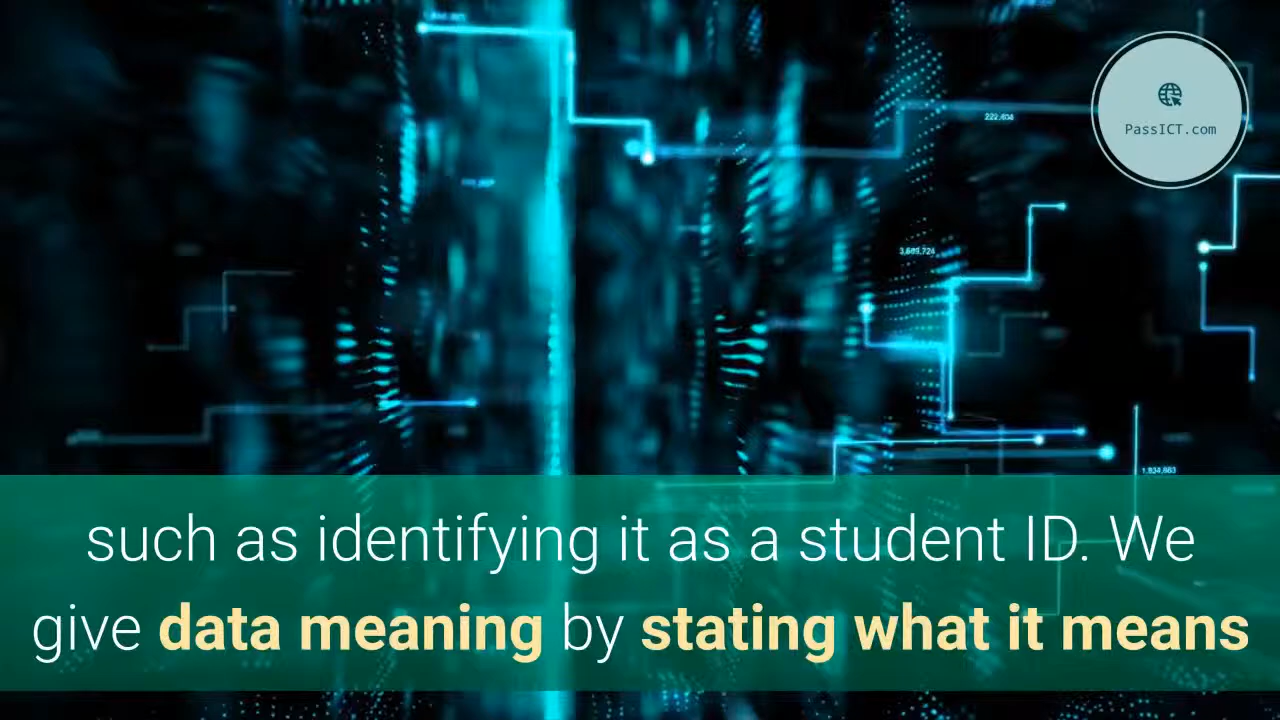 222,404
PassICT.com
3,689,724
1,834,663
such as identifying it as a student ID. We
give data meaning by stating what it means